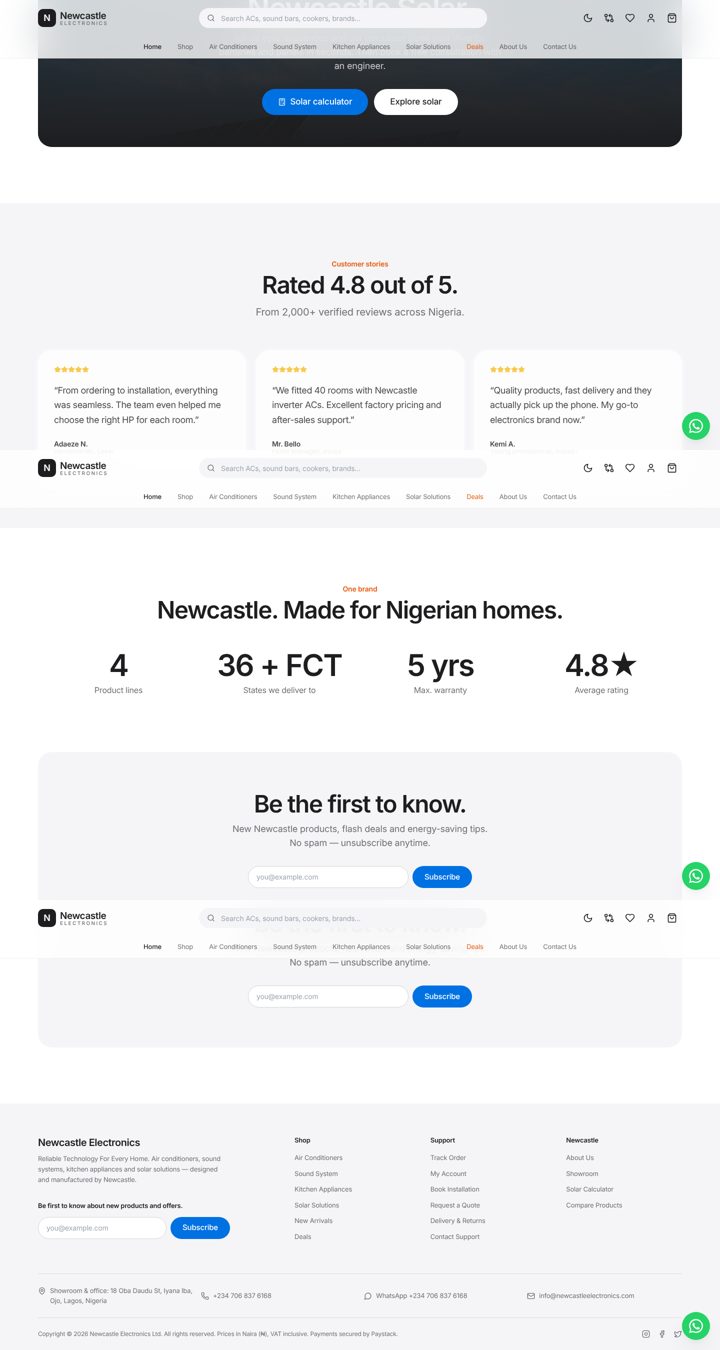 Newcastle Solar
N
Newcastle
ELECTRONICS
Search ACs, sound bars, cookers, brands...
Home
Shop
Air Conditioners
Sound System
Kitchen Appliances
Solar Solutions
Deals
About Us
Contact Us
an engineer.
Solar calculator
Explore solar
Customer stories
Rated 4.8 out of 5.
From 2,000+ verified reviews across Nigeria.
“From ordering to installation, everything
was seamless. The team even helped me
choose the right HP for each room.”
Adaeze N.
“We fitted 40 rooms with Newcastle
inverter ACs. Excellent factory pricing and
after-sales support.”
Mr. Bello
“Quality products, fast delivery and they
actually pick up the phone. My go-to
electronics brand now.”
Kemi A.
N
Newcastle
ELECTRONICS
Search ACs, sound bars, cookers, brands...
Home
Shop
Air Conditioners
Sound System
Kitchen Appliances
Solar Solutions
Deals
About Us
Contact Us
One brand
Newcastle. Made for Nigerian homes.
4
Product lines
36 + FCT
States we deliver to
5 yrs
Max. warranty
4.8★
Average rating
Be the first to know.
New Newcastle products, flash deals and energy-saving tips.
No spam — unsubscribe anytime.
you@example.com
Subscribe
N
Newcastle
ELECTRONICS
Search ACs, sound bars, cookers, brands...
Home
Shop
Air Conditioners
Sound System
Kitchen Appliances
Solar Solutions
Deals
About Us
Contact Us
No spam — unsubscribe anytime.
you@example.com
Subscribe
Newcastle Electronics
Reliable Technology For Every Home. Air conditioners, sound
systems, kitchen appliances and solar solutions — designed
and manufactured by Newcastle.
Be first to know about new products and offers.
you@example.com
Subscribe
Shop
Air Conditioners
Sound System
Kitchen Appliances
Solar Solutions
New Arrivals
Deals
Support
Track Order
My Account
Book Installation
Request a Quote
Delivery & Returns
Contact Support
Newcastle
About Us
Showroom
Solar Calculator
Compare Products
Showroom & office: 18 Oba Daudu St, Iyana Iba,
Ojo, Lagos, Nigeria
+234 706 837 6168
WhatsApp +234 706 837 6168
info@newcastleelectronics.com
Copyright © 2026 Newcastle Electronics Ltd. All rights reserved. Prices in Naira (₦), VAT inclusive. Payments secured by Paystack.